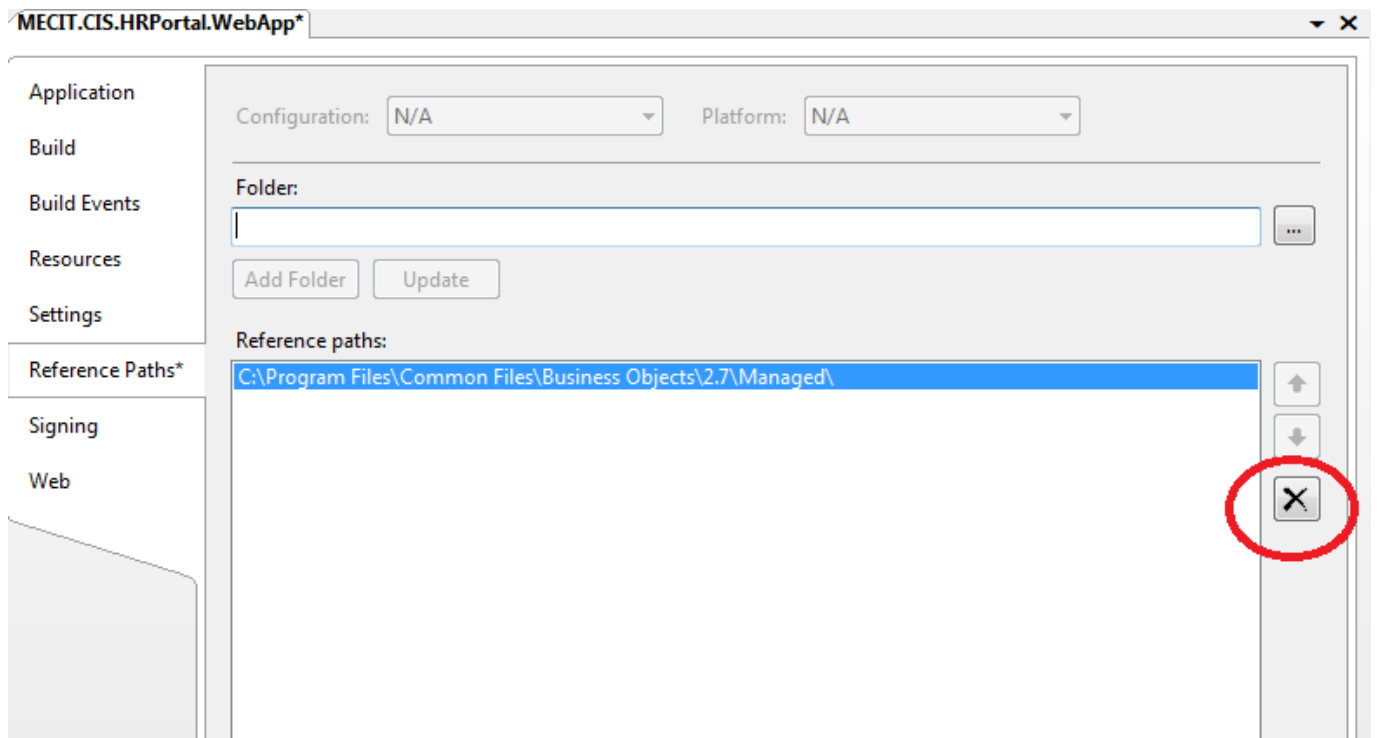 MECIT.CIS.HRPortal.WebApp*
Application
Build
Build Events
Resources
Settings
Reference Paths*
Signing
Web
Configuration: N/A Platform: N/A
Folder:
...
Add Folder Update
Reference paths:
C:\Program Files\Common Files\Business Objects\2.7\Managed\